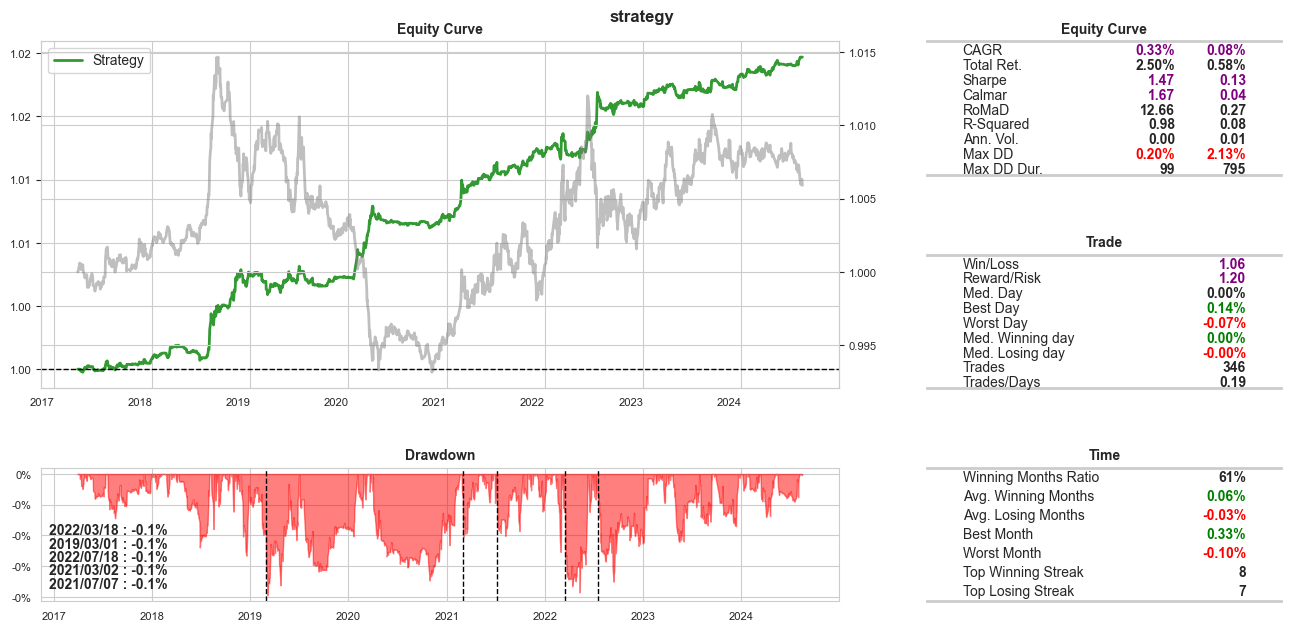 strategy
Equity Curve
Strategy
1.02
1.02
1.01
1.01
1.00
1.00
1.015
1.010
1.005
1.000
0.995
2017 2018 2019 2020 2021 2022 2023 2024
Equity Curve
CAGR 0.33% 0.08%
Total Ret. 2.50% 0.58%
Sharpe 1.47 0.13
Calmar 1.67 0.04
RoMaD 12.66 0.27
R-Squared 0.98 0.08
Ann. Vol. 0.00 0.01
Max DD 0.20% 2.13%
Max DD Dur. 99 795
Trade
Win/Loss 1.06
Reward/Risk 1.20
Med. Day 0.00%
Best Day 0.14%
Worst Day -0.07%
Med. Winning day 0.00%
Med. Losing day -0.00%
Trades 346
Trades/Days 0.19
Drawdown
0%
-0%
-0%
-0%
-0%
2022/03/18 : -0.1%
2019/03/01 : -0.1%
2022/07/18 : -0.1%
2021/03/02 : -0.1%
2021/07/07 : -0.1%
2017 2018 2019 2020 2021 2022 2023 2024
Time
Winning Months Ratio 61%
Avg. Winning Months 0.06%
Avg. Losing Months -0.03%
Best Month 0.33%
Worst Month -0.10%
Top Winning Streak 8
Top Losing Streak 7